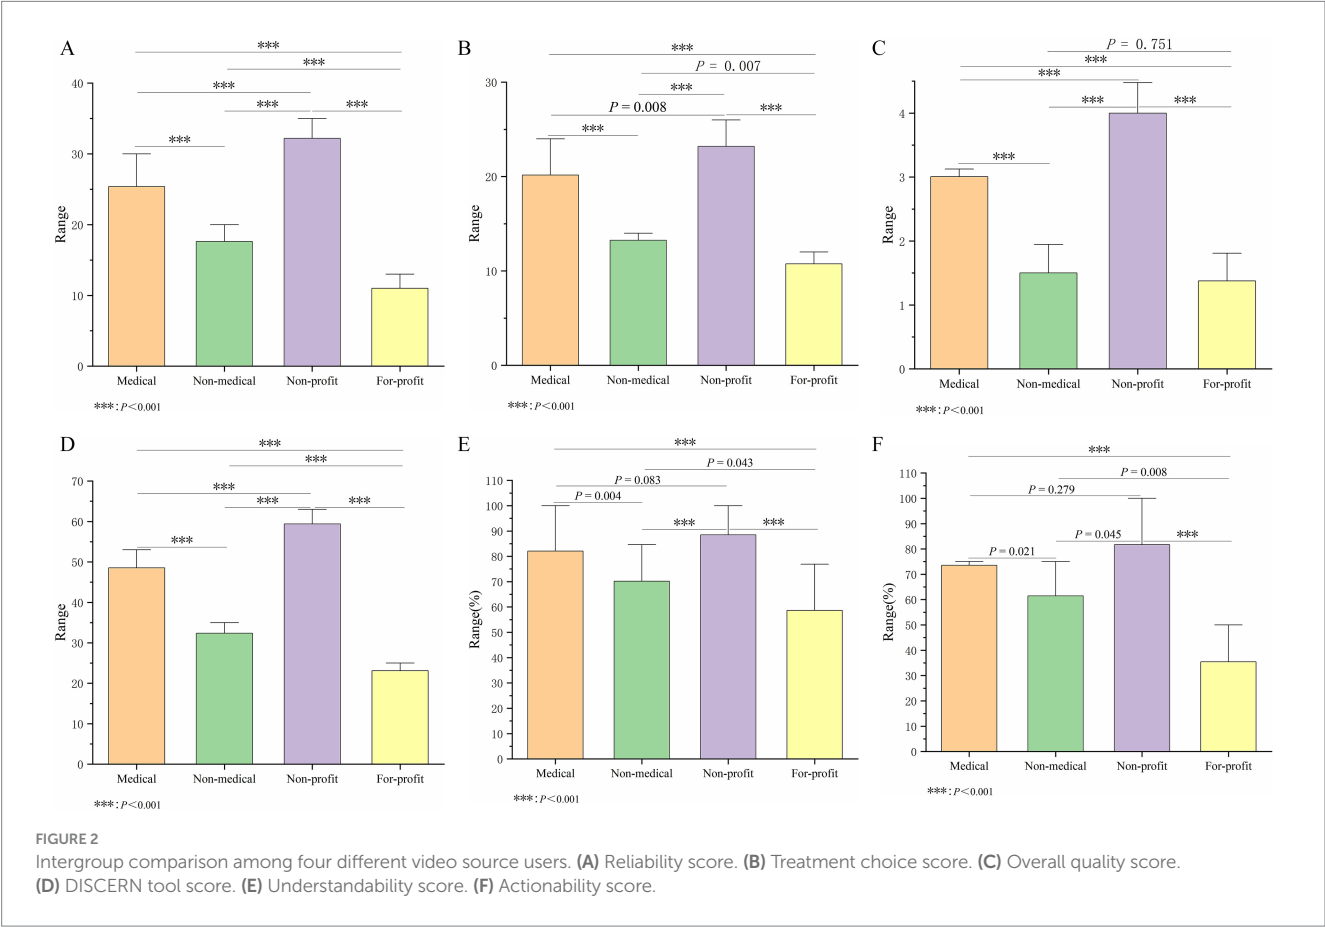 A
***
***
***
***
***
***
40
30
20
10
0
Range
Medical
Non-medical
Non-profit
For-profit
***: P<0.001
B
***
P = 0.007
***
P = 0.008
***
***
30
20
10
0
Range
Medical
Non-medical
Non-profit
For-profit
***: P<0.001
C
P = 0.751
***
***
***
***
***
4
3
2
1
0
Range
Medical
Non-medical
Non-profit
For-profit
***: P<0.001
D
***
***
***
***
***
***
70
60
50
40
30
20
10
0
Range
Medical
Non-medical
Non-profit
For-profit
***: P<0.001
E
***
P = 0.043
P = 0.083
P = 0.004
***
***
110
100
90
80
70
60
50
40
30
20
10
0
Range(%)
Medical
Non-medical
Non-profit
For-profit
***: P<0.001
F
***
P = 0.008
P = 0.279
P = 0.045
***
P = 0.021
110
100
90
80
70
60
50
40
30
20
10
0
Range(%)
Medical
Non-medical
Non-profit
For-profit
***: P<0.001
FIGURE 2
Intergroup comparison among four different video source users. (A) Reliability score. (B) Treatment choice score. (C) Overall quality score.
(D) DISCERN tool score. (E) Understandability score. (F) Actionability score.